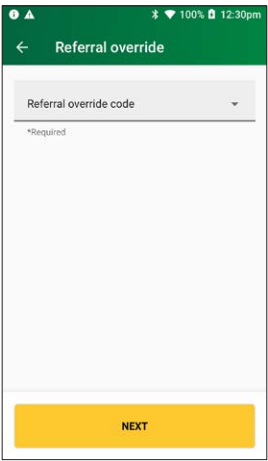 100% 12:30pm
Referral override
Referral override code
*Required
NEXT